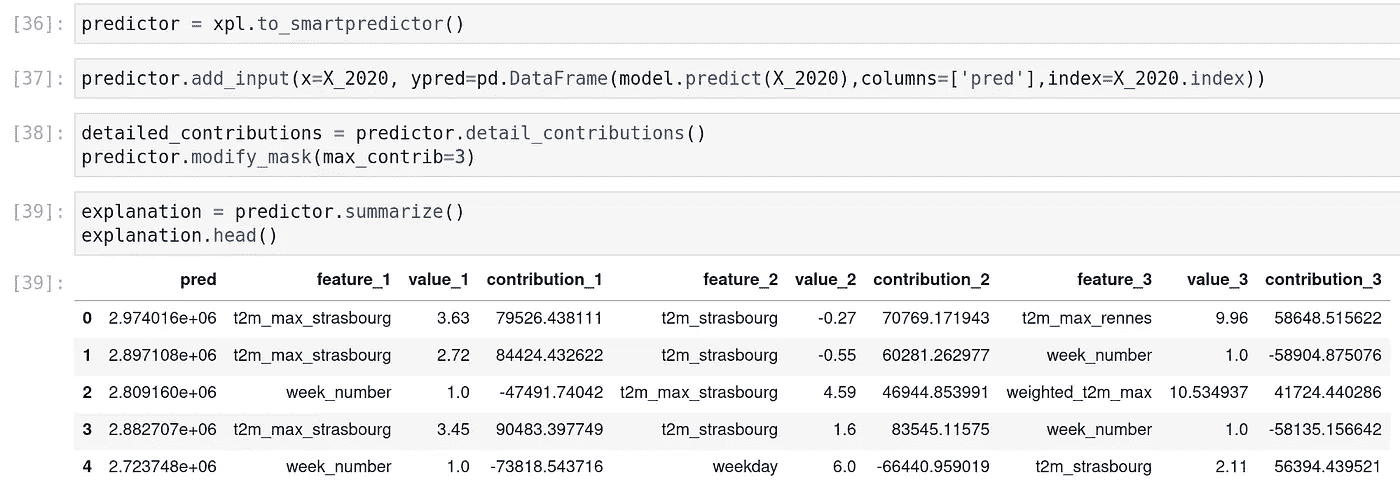 [36]: predictor = xpl.to_smartpredictor()
[37]: predictor.add_input(x=X_2020, ypred=pd.DataFrame(model.predict(X_2020),columns=['pred'],index=X_2020.index))
[38]: detailed_contributions = predictor.detail_contributions()
predictor.modify_mask(max_contrib=3)
[39]: explanation = predictor.summarize()
explanation.head()
[39]: pred feature_1 value_1 contribution_1 feature_2 value_2 contribution_2 feature_3 value_3 contribution_3
0 2.974016e+06 t2m_max_strasbourg 3.63 79526.438111 t2m_strasbourg -0.27 70769.171943 t2m_max_rennes 9.96 58648.515622
1 2.897108e+06 t2m_max_strasbourg 2.72 84424.432622 t2m_strasbourg -0.55 60281.262977 week_number 1.0 -58904.875076
2 2.809160e+06 week_number 1.0 -47491.74042 t2m_max_strasbourg 4.59 46944.853991 weighted_t2m_max 10.534937 41724.440286
3 2.882707e+06 t2m_max_strasbourg 3.45 90483.397749 t2m_strasbourg 1.6 83545.11575 week_number 1.0 -58135.156642
4 2.723748e+06 week_number 1.0 -73818.543716 weekday 6.0 -66440.959019 t2m_strasbourg 2.11 56394.439521